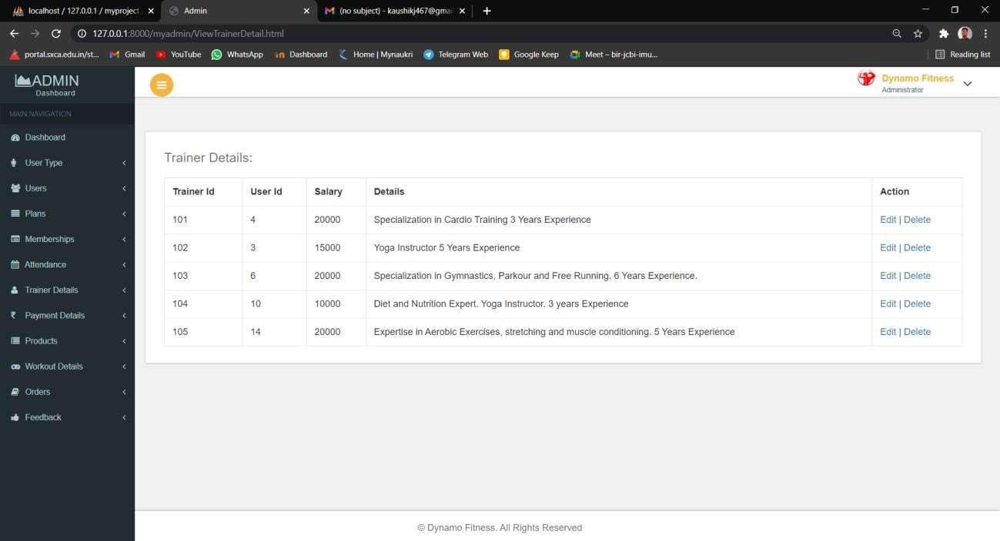 localhost / 127.0.0.1 / myproject
Admin
(no subject) - kaushikj467@gmai
127.0.0.1:8000/myadmin/ViewTrainerDetail.html
portal.sxca.edu.in/st...
Gmail
YouTube
WhatsApp
Dashboard
Home | Mynaukri
Telegram Web
Google Keep
Meet – bir-jcbi-imu...
Reading list
ADMIN
Dashboard
Dynamo Fitness
Administrator
MAIN NAVIGATION
Dashboard
User Type
Users
Plans
Memberships
Attendance
Trainer Details
Payment Details
Products
Workout Details
Orders
Feedback
Trainer Details:
Trainer Id User Id Salary Details Action
101 4 20000 Specialization in Cardio Training 3 Years Experience Edit | Delete
102 3 15000 Yoga Instructor 5 Years Experience Edit | Delete
103 6 20000 Specialization in Gymnastics, Parkour and Free Running. 6 Years Experience. Edit | Delete
104 10 10000 Diet and Nutrition Expert. Yoga Instructor. 3 years Experience Edit | Delete
105 14 20000 Expertise in Aerobic Exercises, stretching and muscle conditioning. 5 Years Experience Edit | Delete
© Dynamo Fitness. All Rights Reserved